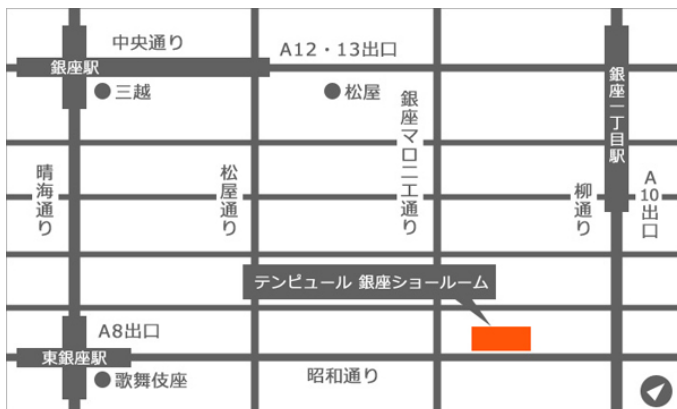 中央通り
A12・13出口
銀座駅
三越
松屋
銀座一丁目駅
晴海通り
松屋通り
銀座マロニエ通り
柳通り
A10出口
テンピュール 銀座ショールーム
A8出口
東銀座駅
歌舞伎座
昭和通り